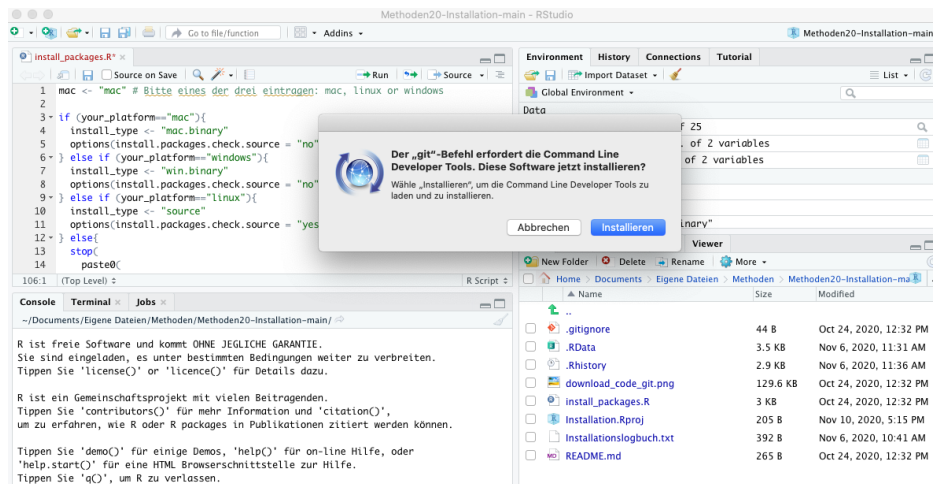 Methoden20-Installation-main - RStudio
Go to file/function
Addins
Methoden20-Installation-main
install_packages.R*
Source on Save
Run
Source
1 mac <- "mac" # Bitte eines der drei eintragen: mac, linux or windows
2
3 if (your_platform=="mac"){
4 install_type <- "mac.binary"
5 options(install.packages.check.source = "no"
6 } else if (your_platform=="windows"){
7 install_type <- "win.binary"
8 options(install.packages.check.source = "no"
9 } else if (your_platform=="linux"){
10 install_type <- "source"
11 options(install.packages.check.source = "yes
12 } else{
13 stop(
14 paste0(
106:1 (Top Level) R Script
Console Terminal Jobs
~/Documents/Eigene Dateien/Methoden/Methoden20-Installation-main/
R ist freie Software und kommt OHNE JEGLICHE GARANTIE.
Sie sind eingeladen, es unter bestimmten Bedingungen weiter zu verbreiten.
Tippen Sie 'license()' or 'licence()' für Details dazu.
R ist ein Gemeinschaftsprojekt mit vielen Beitragenden.
Tippen Sie 'contributors()' für mehr Information und 'citation()',
um zu erfahren, wie R oder R packages in Publikationen zitiert werden können.
Tippen Sie 'demo()' für einige Demos, 'help()' für on-line Hilfe, oder
'help.start()' für eine HTML Browserschnittstelle zur Hilfe.
Tippen Sie 'q()', um R zu verlassen.
Der „git"-Befehl erfordert die Command Line
Developer Tools. Diese Software jetzt installieren?
Wähle „Installieren", um die Command Line Developer Tools zu
laden und zu installieren.
Abbrechen Installieren
Environment History Connections Tutorial
Import Dataset
List
Global Environment
Data
f 25
. of 2 variables
of 2 variables
inary"
Viewer
New Folder Delete Rename More
Home Documents Eigene Dateien Methoden Methoden20-Installation-ma
Name Size Modified
..
.gitignore 44 B Oct 24, 2020, 12:32 PM
.RData 3.5 KB Nov 6, 2020, 11:31 AM
.Rhistory 2.9 KB Nov 6, 2020, 11:36 AM
download_code_git.png 129.6 KB Oct 24, 2020, 12:32 PM
install_packages.R 3 KB Oct 24, 2020, 12:32 PM
Installation.Rproj 205 B Nov 10, 2020, 5:15 PM
Installationslogbuch.txt 392 B Nov 6, 2020, 10:41 AM
README.md 265 B Oct 24, 2020, 12:32 PM